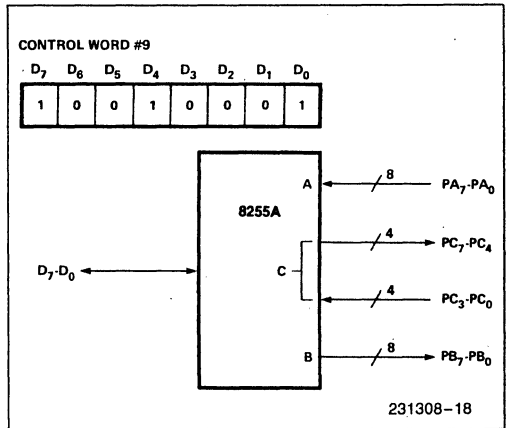 CONTROL WORD #9
D7 D6 D5 D4 D3 D2 D1 D0
1 0 0 1 0 0 0 1
A 8 PA7-PA0
8255A
4 PC7-PC4
D7-D0 C
4 PC3-PC0
B 8 PB7-PB0
231308-18